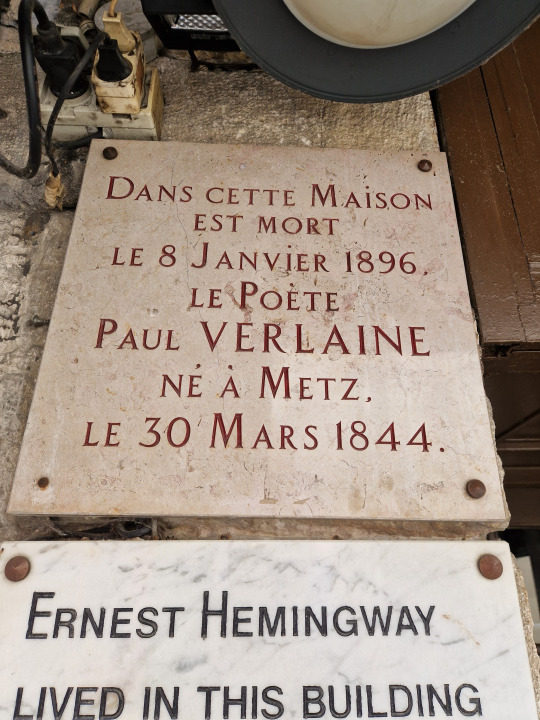 Dans cette Maison
est mort
le 8 Janvier 1896,
le Poète
Paul VERLAINE
né à Metz,
le 30 Mars 1844.
Ernest Hemingway
lived in this building